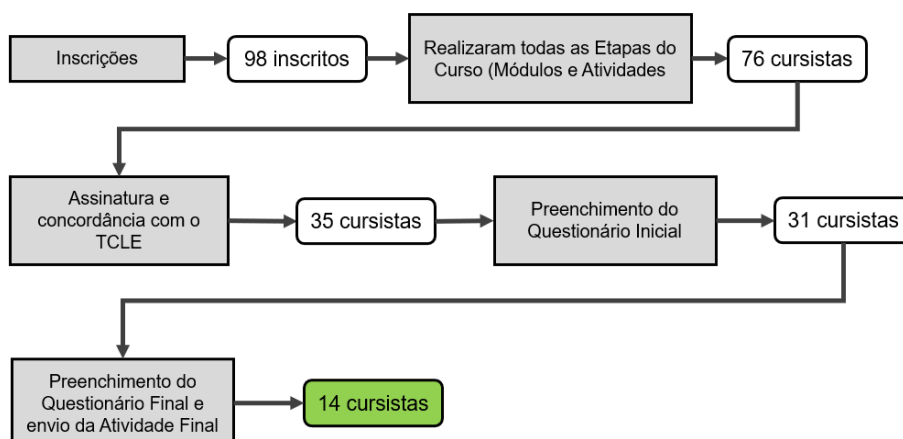 Inscrições
98 inscritos
Realizaram todas as Etapas do
Curso (Módulos e Atividades
76 cursistas
Assinatura e
concordância com o
TCLE
35 cursistas
Preenchimento do
Questionário Inicial
31 cursistas
Preenchimento do
Questionário Final e
envio da Atividade Final
14 cursistas